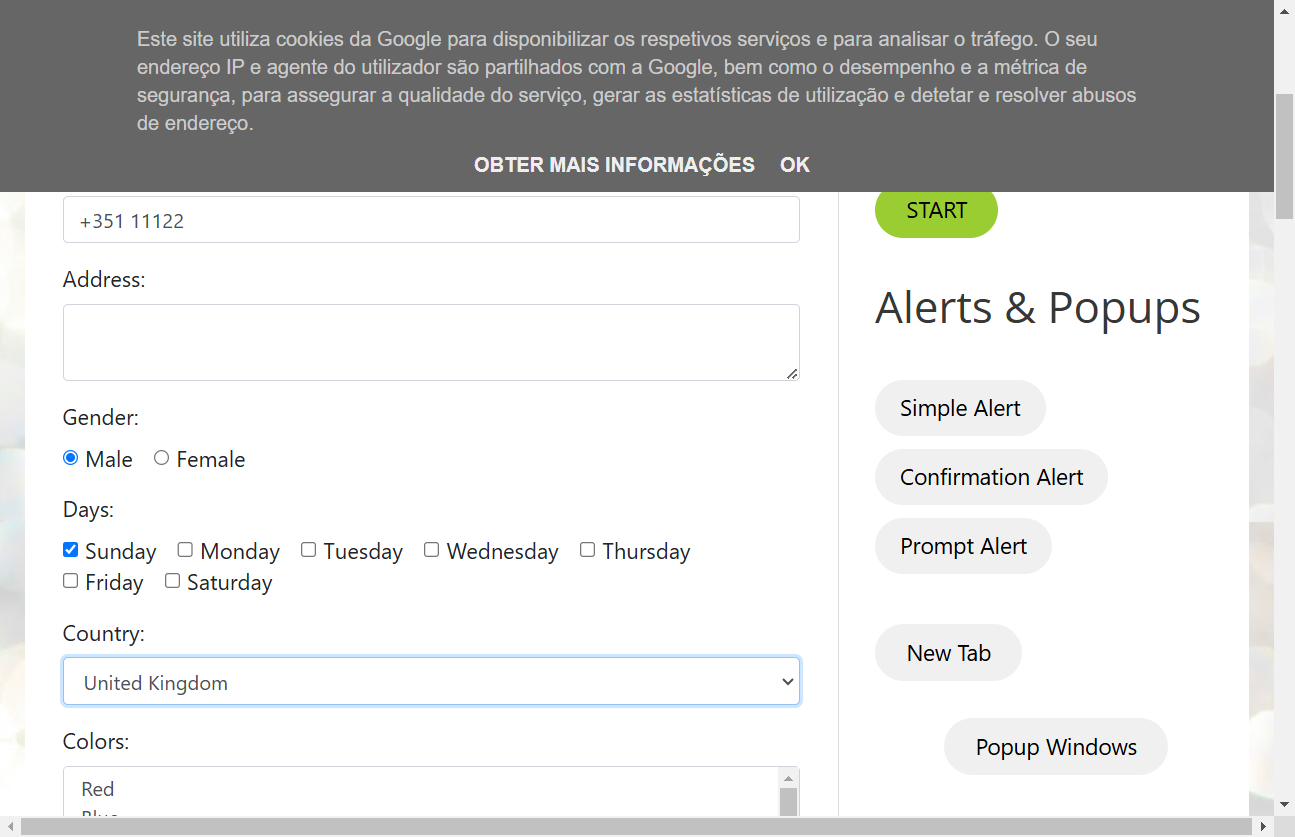 Este site utiliza cookies da Google para disponibilizar os respetivos serviços e para analisar o tráfego. O seu
endereço IP e agente do utilizador são partilhados com a Google, bem como o desempenho e a métrica de
segurança, para assegurar a qualidade do serviço, gerar as estatísticas de utilização e detetar e resolver abusos
de endereço.
OBTER MAIS INFORMAÇÕES OK
+351 11122
Address:
Gender:
Male Female
Days:
Sunday Monday Tuesday Wednesday Thursday
Friday Saturday
Country:
United Kingdom
Colors:
Red
Blue
START
Alerts & Popups
Simple Alert
Confirmation Alert
Prompt Alert
New Tab
Popup Windows